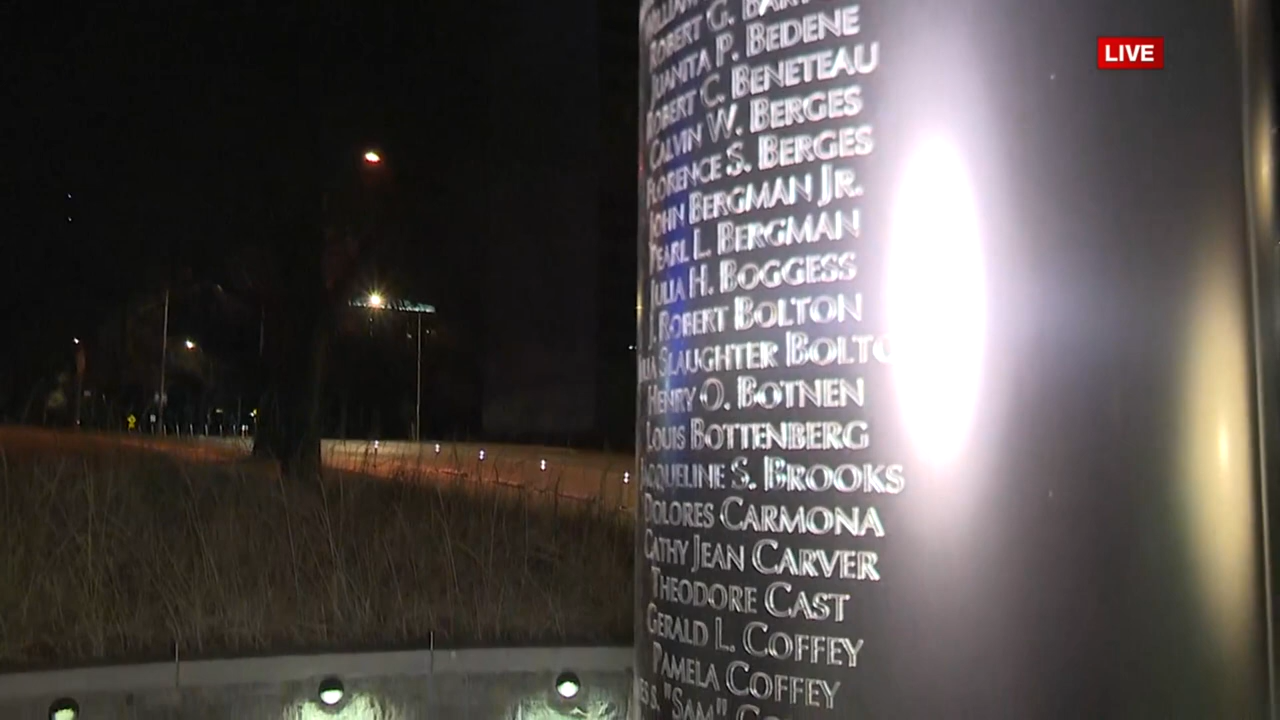 ROBERT G.
JUANITA P. BEDENE
ROBERT C. BENETEAU
LIVE
CALVIN W. BERGES
FLORENCE S. BERGES
JOHN BERGMAN JR.
PEARL L. BERGMAN
JULIA H. BOGGESS
J. ROBERT BOLTON
SLAUGHTER BOLTO
HENRY O. BOTNEN
LOUIS BOTTENBERG
JACQUELINE S. BROOKS
DOLORES CARMONA
CATHY JEAN CARVER
THEODORE CAST
GERALD L. COFFEY
PAMELA COFFEY
S. "SAM"